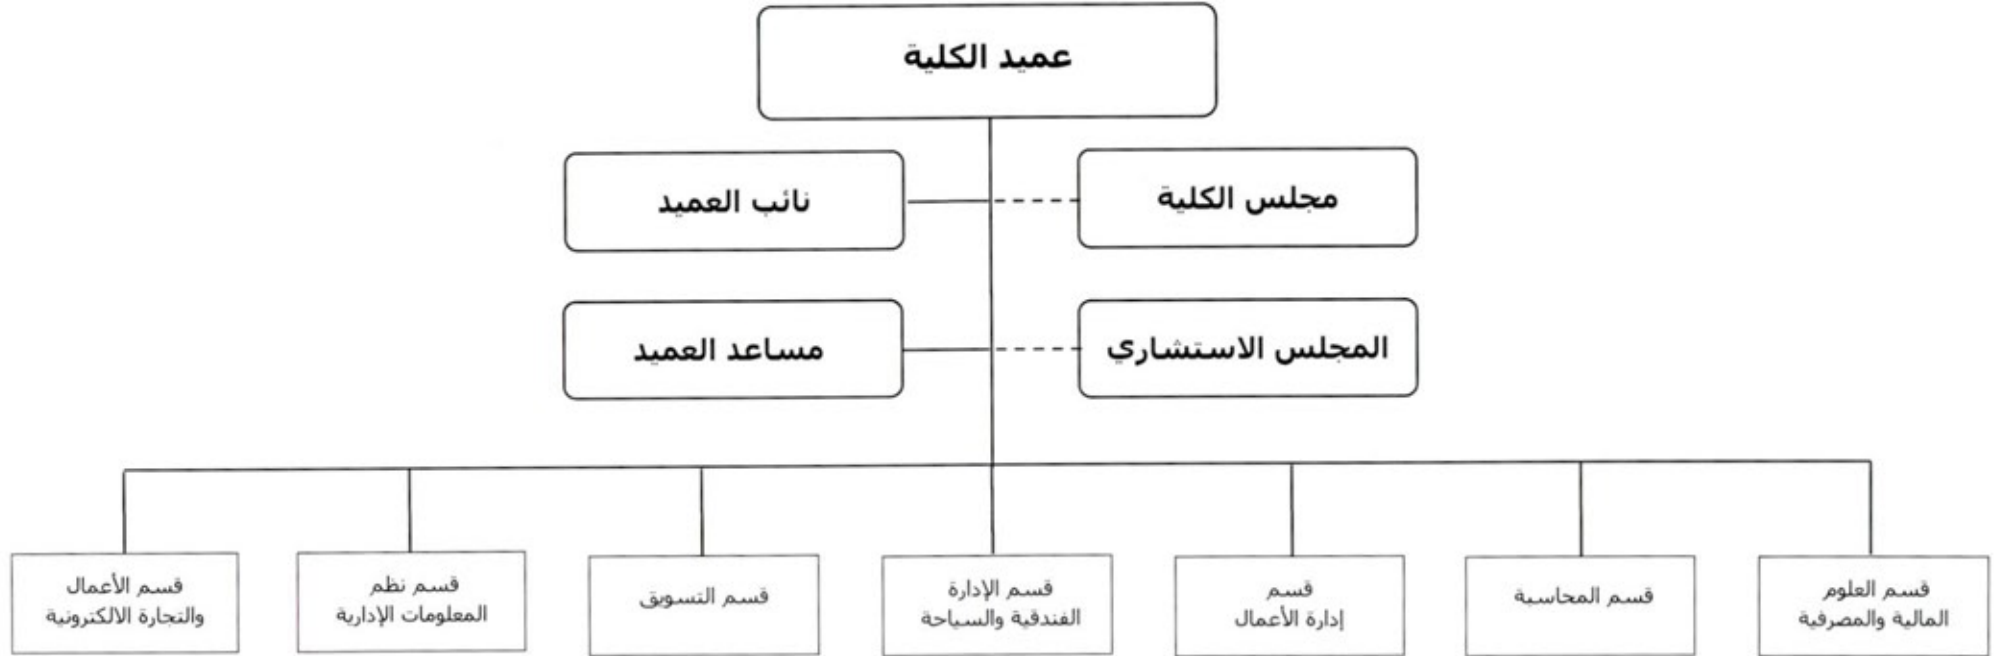 عميد الكلية
مجلس الكلية
نائب العميد
المجلس الاستشاري
مساعد العميد
قسم العلوم
المالية والمصرفية
قسم المحاسبة
قسم
إدارة الأعمال
قسم الإدارة
الفندقية والسياحة
قسم التسويق
قسم نظم
المعلومات الإدارية
قسم الأعمال
والتجارة الالكترونية